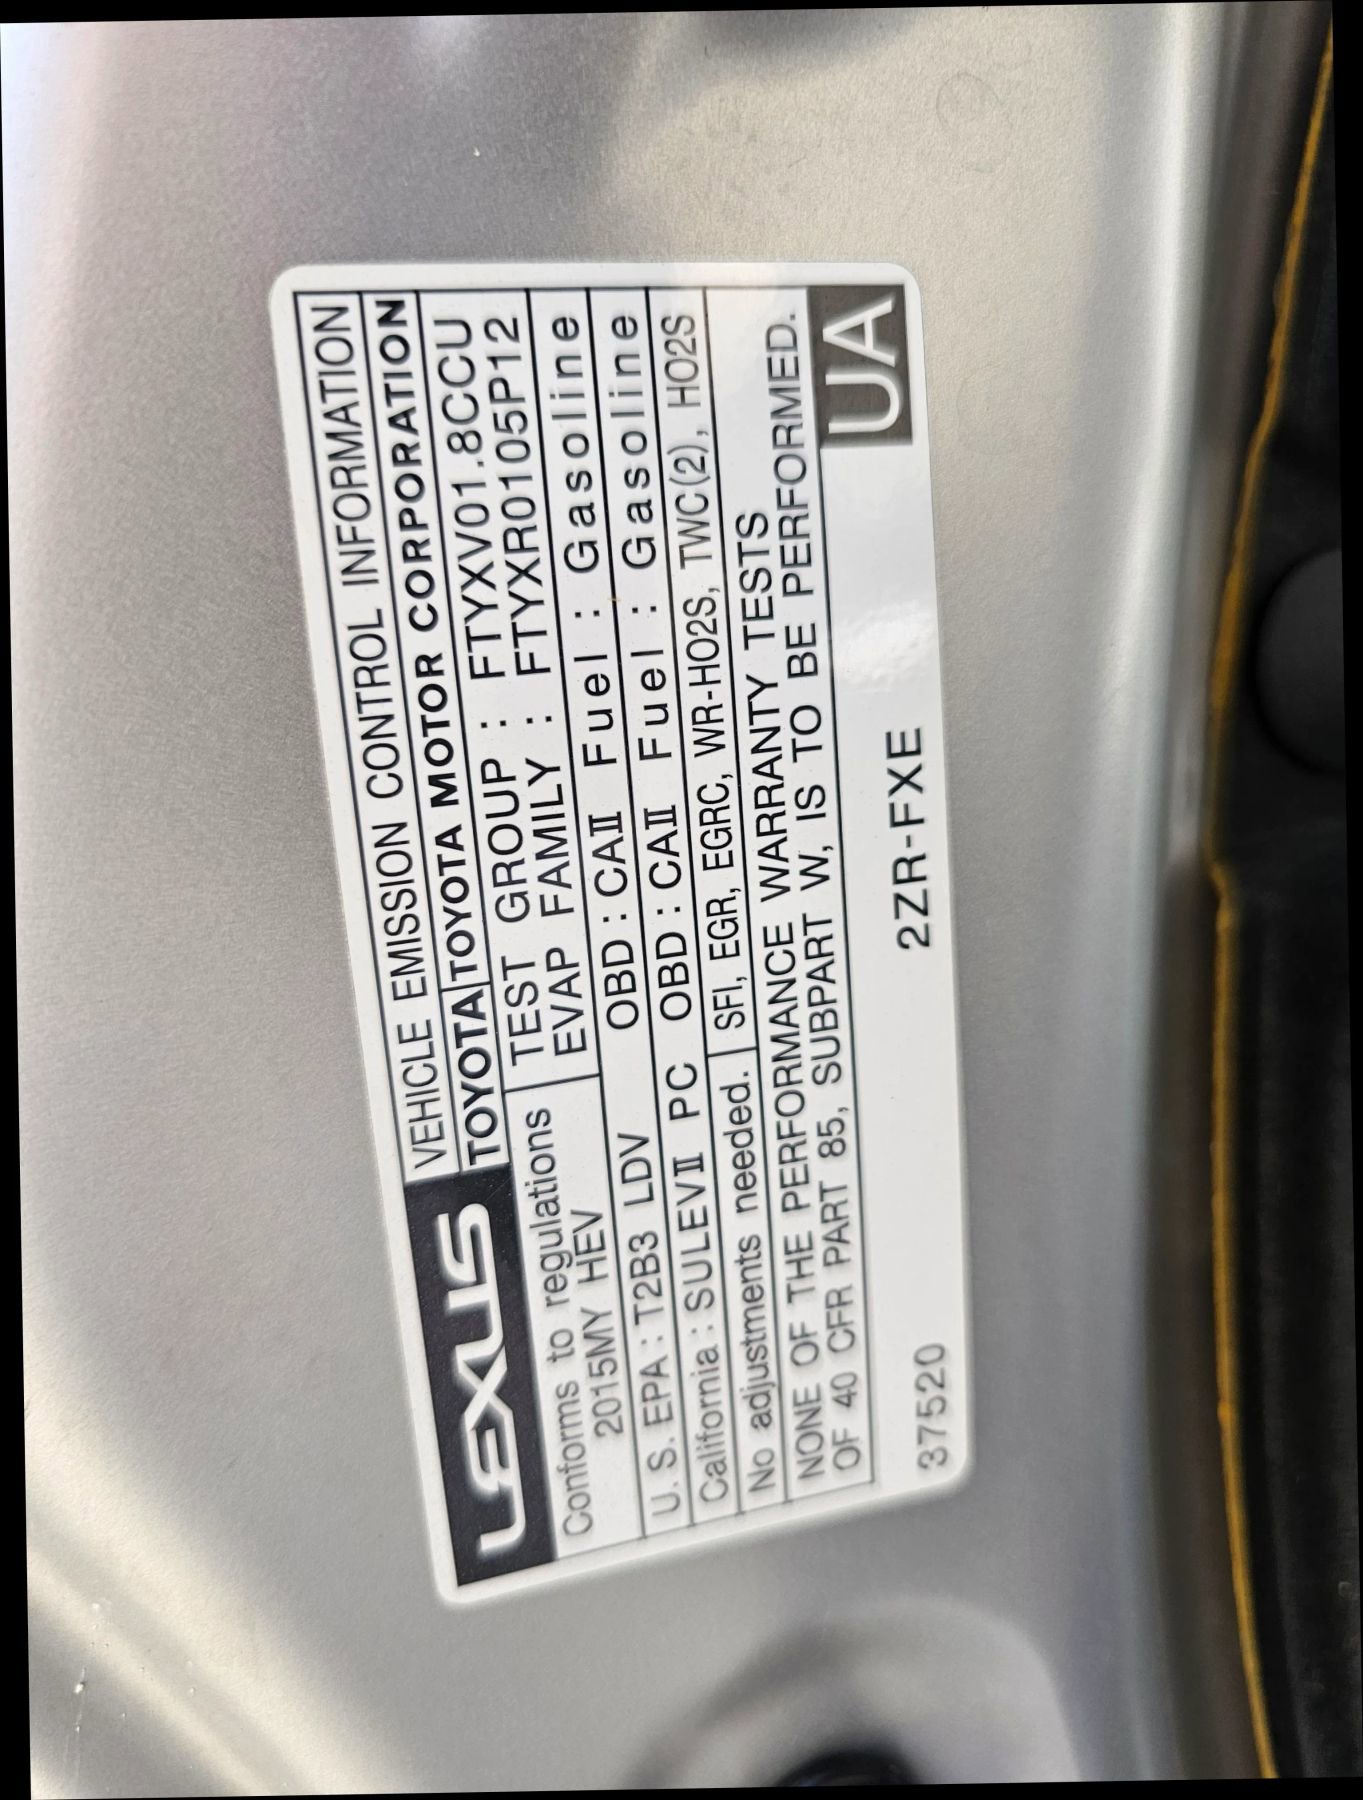 LEXUS
VEHICLE EMISSION CONTROL INFORMATION
TOYOTA TOYOTA MOTOR CORPORATION
Conforms to regulations
2015MY HEV
TEST GROUP : FTYXV01.8CCU
EVAP FAMILY : FTYXR0105P12
U.S. EPA : T2B3 LDV OBD : CAⅡ Fuel : Gasoline
California : SULEVⅡ PC OBD : CAⅡ Fuel : Gasoline
No adjustments needed. SFI, EGR, EGRC, WR-HO2S, TWC(2), HO2S
NONE OF THE PERFORMANCE WARRANTY TESTS
OF 40 CFR PART 85, SUBPART W, IS TO BE PERFORMED.
UA
37520 2ZR-FXE